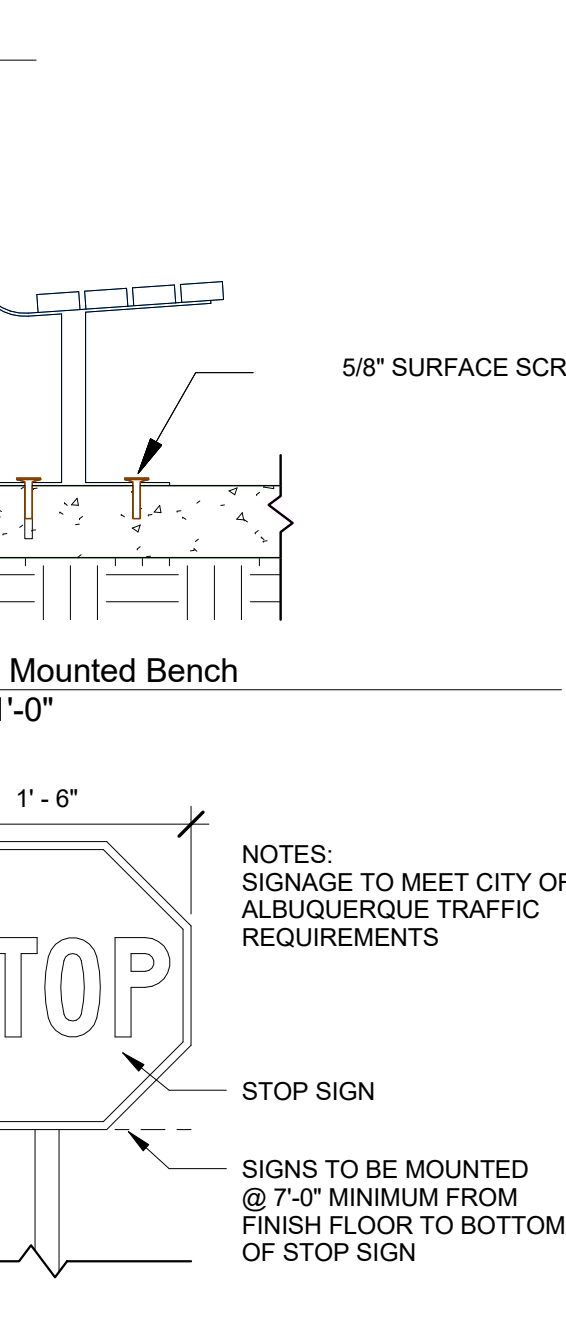 5/8" SURFACE SCR
Mounted Bench
1'-0"
1' - 6"
NOTES:
SIGNAGE TO MEET CITY OF
ALBUQUERQUE TRAFFIC
REQUIREMENTS
TOP
STOP SIGN
SIGNS TO BE MOUNTED
@ 7'-0" MINIMUM FROM
FINISH FLOOR TO BOTTOM
OF STOP SIGN